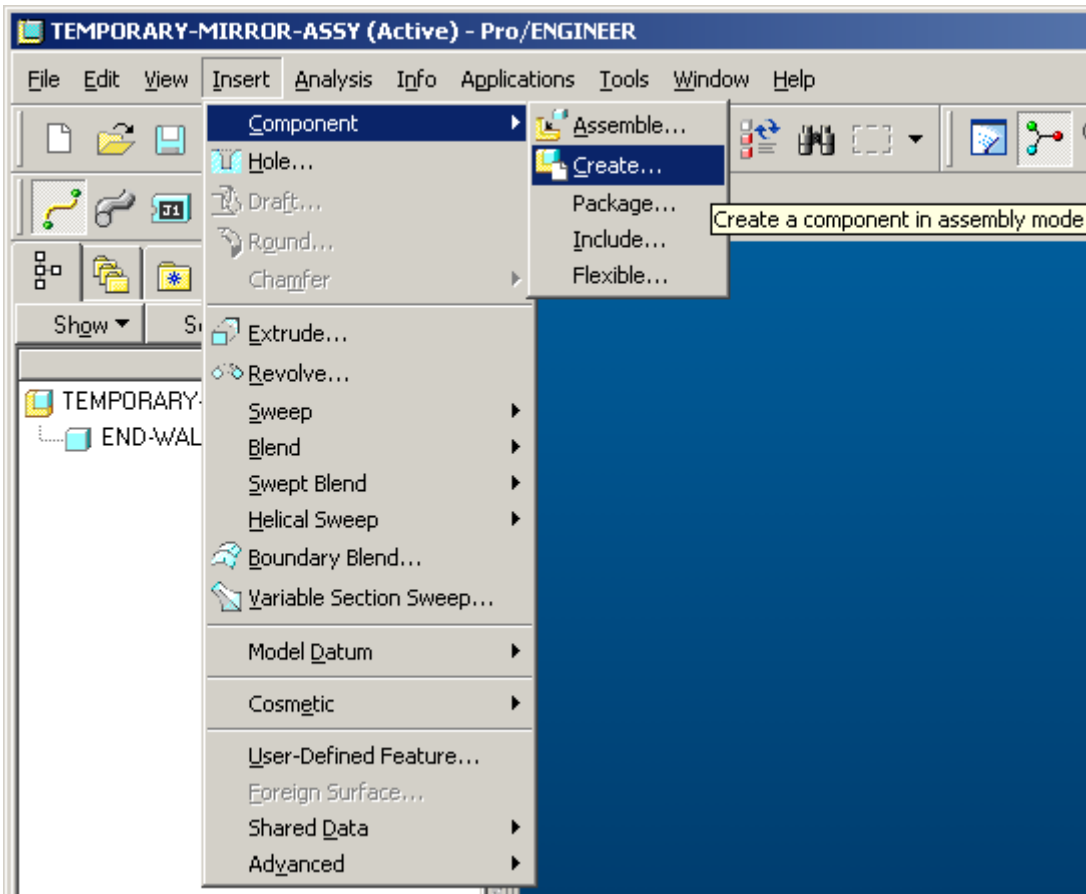 TEMPORARY-MIRROR-ASSY (Active) - Pro/ENGINEER
File Edit View Insert Analysis Info Applications Tools Window Help
Component
Hole...
Draft...
Round...
Chamfer
Extrude...
Revolve...
Sweep
Blend
Swept Blend
Helical Sweep
Boundary Blend...
Variable Section Sweep...
Model Datum
Cosmetic
User-Defined Feature...
Foreign Surface...
Shared Data
Advanced
Assemble...
Create...
Package...
Include...
Flexible...
Create a component in assembly mode
J1
Show
TEMPORARY-
END-WAL